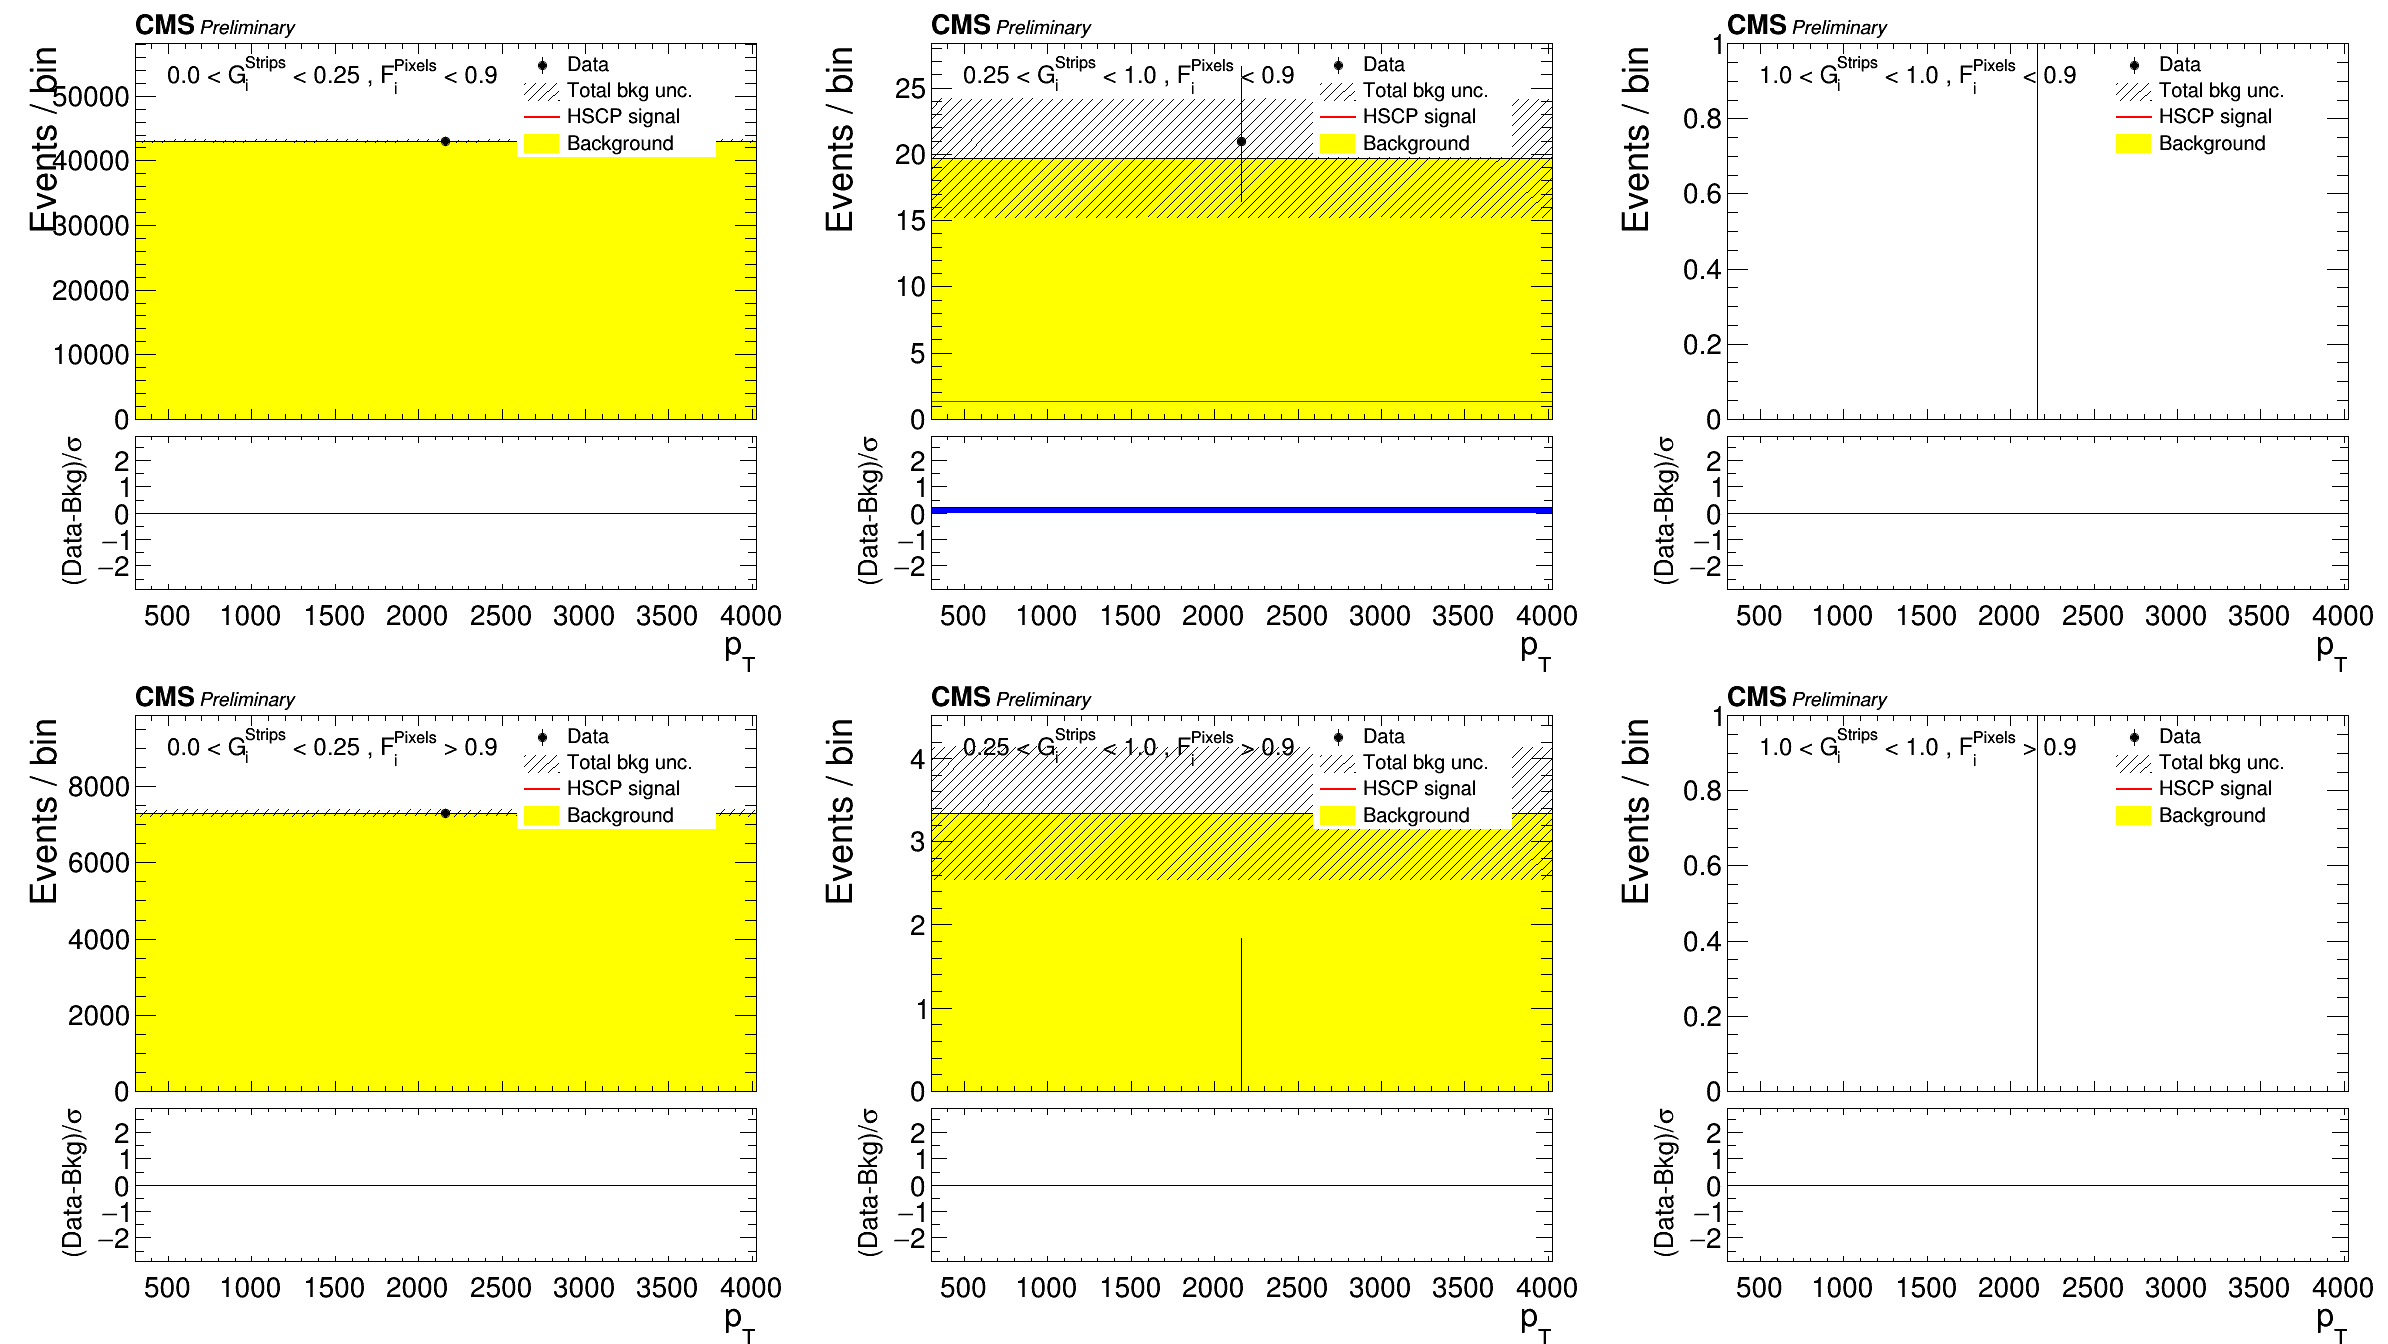 CMS Preliminary
Events / bin
0.0 < G_i^Strips < 0.25 , F_i^Pixels < 0.9
Data
Total bkg unc.
HSCP signal
Background
50000
40000
30000
20000
10000
0
(Data-Bkg)/σ
2
1
0
−1
−2
500 1000 1500 2000 2500 3000 3500 4000
p_T
CMS Preliminary
Events / bin
0.25 < G_i^Strips < 1.0 , F_i^Pixels < 0.9
Data
Total bkg unc.
HSCP signal
Background
25
20
15
10
5
0
(Data-Bkg)/σ
2
1
0
−1
−2
500 1000 1500 2000 2500 3000 3500 4000
p_T
CMS Preliminary
Events / bin
1.0 < G_i^Strips < 1.0 , F_i^Pixels < 0.9
Data
Total bkg unc.
HSCP signal
Background
1
0.8
0.6
0.4
0.2
0
(Data-Bkg)/σ
2
1
0
−1
−2
500 1000 1500 2000 2500 3000 3500 4000
p_T
CMS Preliminary
Events / bin
0.0 < G_i^Strips < 0.25 , F_i^Pixels > 0.9
Data
Total bkg unc.
HSCP signal
Background
8000
6000
4000
2000
0
(Data-Bkg)/σ
2
1
0
−1
−2
500 1000 1500 2000 2500 3000 3500 4000
p_T
CMS Preliminary
Events / bin
0.25 < G_i^Strips < 1.0 , F_i^Pixels > 0.9
Data
Total bkg unc.
HSCP signal
Background
4
3
2
1
0
(Data-Bkg)/σ
2
1
0
−1
−2
500 1000 1500 2000 2500 3000 3500 4000
p_T
CMS Preliminary
Events / bin
1.0 < G_i^Strips < 1.0 , F_i^Pixels > 0.9
Data
Total bkg unc.
HSCP signal
Background
1
0.8
0.6
0.4
0.2
0
(Data-Bkg)/σ
2
1
0
−1
−2
500 1000 1500 2000 2500 3000 3500 4000
p_T